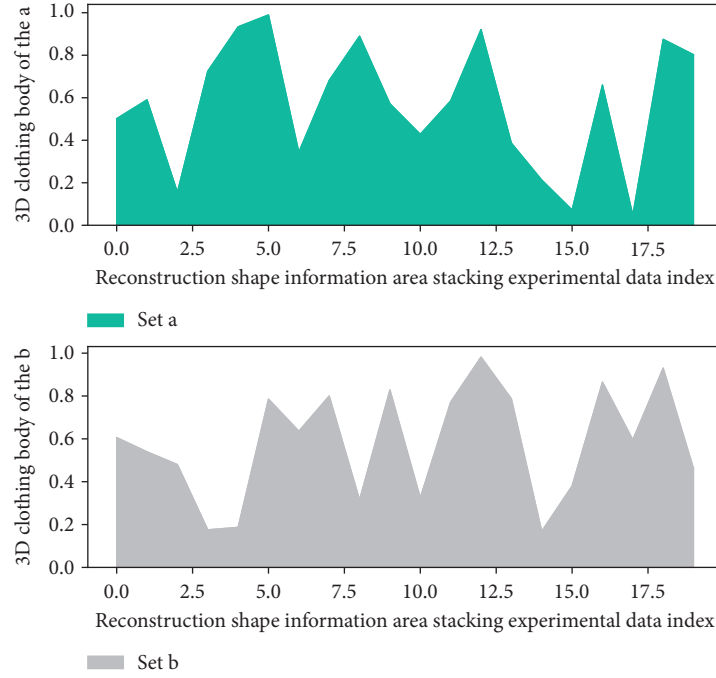 3D clothing body of the a
1.0
0.8
0.6
0.4
0.2
0.0
0.0 2.5 5.0 7.5 10.0 12.5 15.0 17.5
Reconstruction shape information area stacking experimental data index
Set a
3D clothing body of the b
1.0
0.8
0.6
0.4
0.2
0.0
0.0 2.5 5.0 7.5 10.0 12.5 15.0 17.5
Reconstruction shape information area stacking experimental data index
Set b